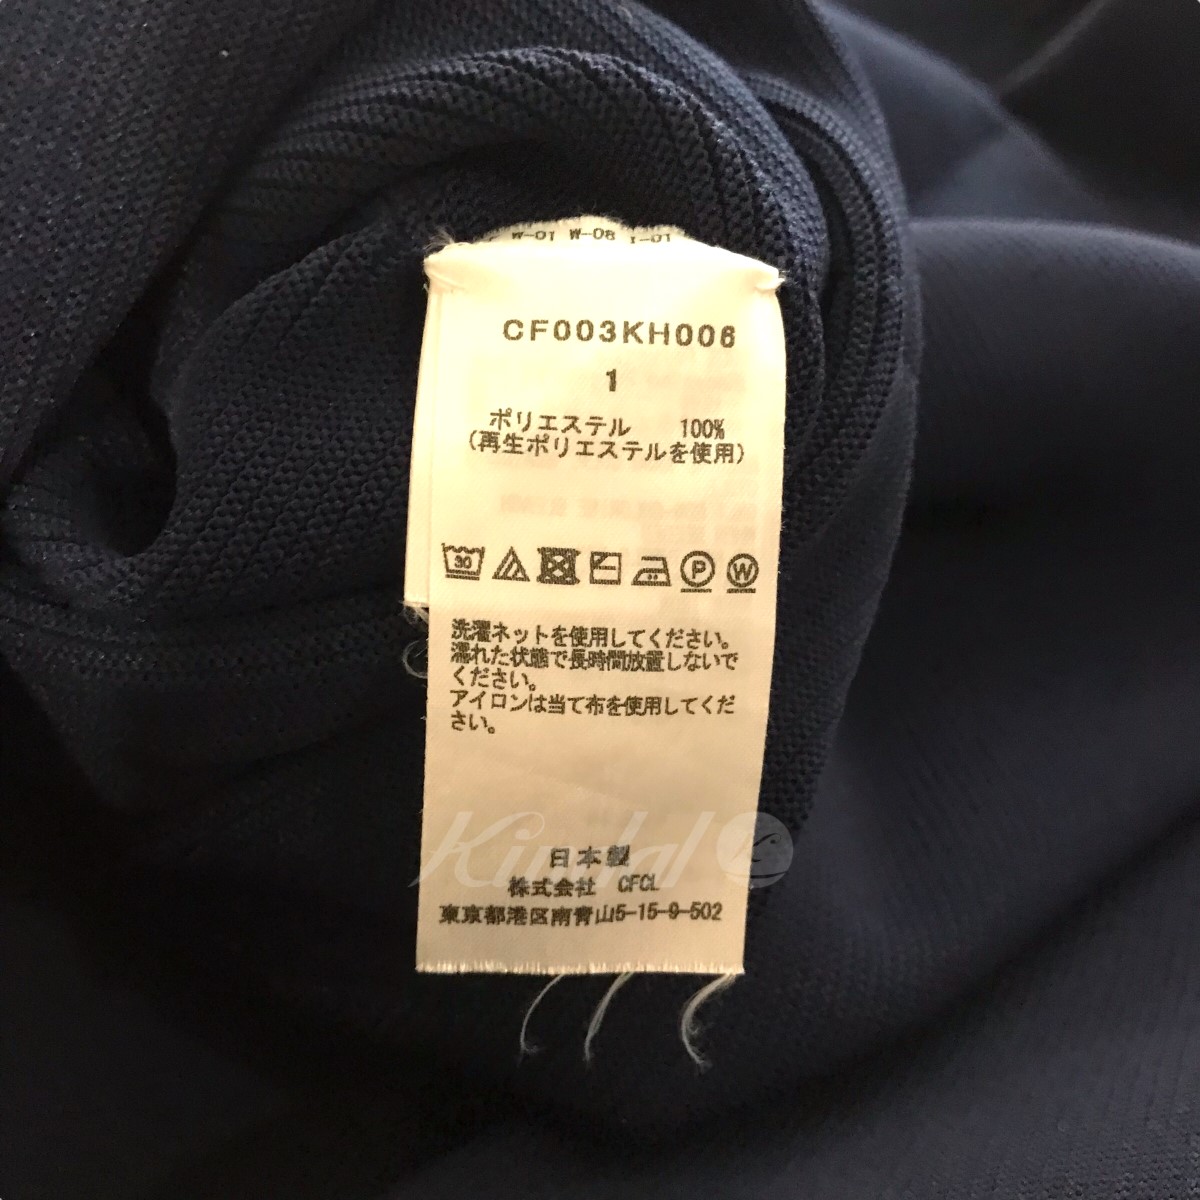 W-01 W-08 I-01
CF003KH006
1
ポリエステル 100%
(再生ポリエステルを使用)
30
P W
洗濯ネットを使用してください。
濡れた状態で長時間放置しないで
ください。
アイロンは当て布を使用してくだ
さい。
Kindal
日本製
株式会社 CFCL
東京都港区南青山5-15-9-502